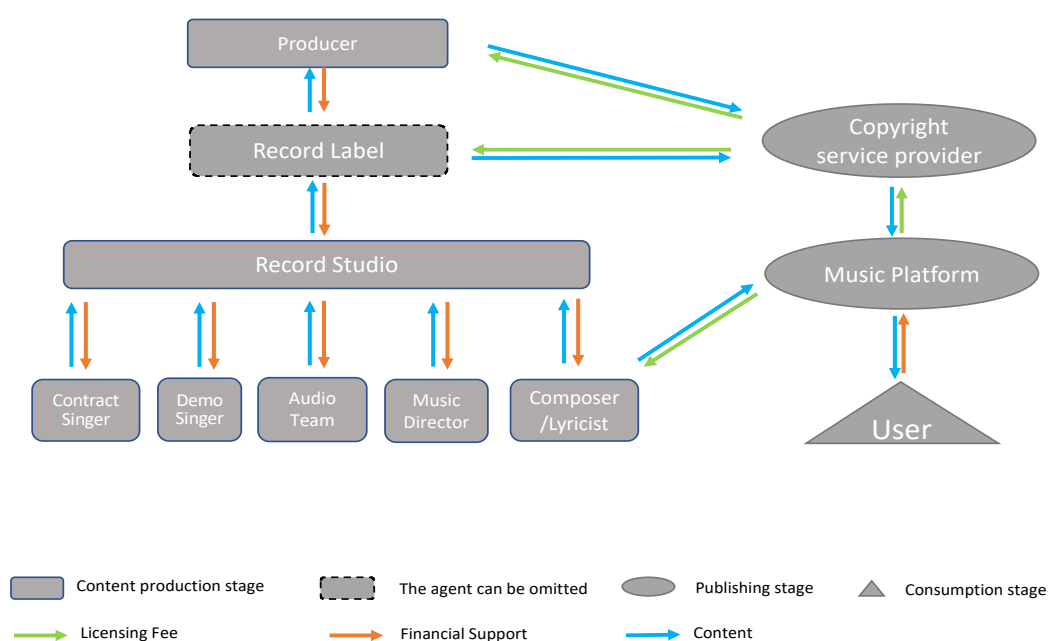 Producer
Record Label
Copyright
service provider
Record Studio
Music Platform
Contract
Singer
Demo
Singer
Audio
Team
Music
Director
Composer
/Lyricist
User
Content production stage
The agent can be omitted
Publishing stage
Consumption stage
Licensing Fee
Financial Support
Content